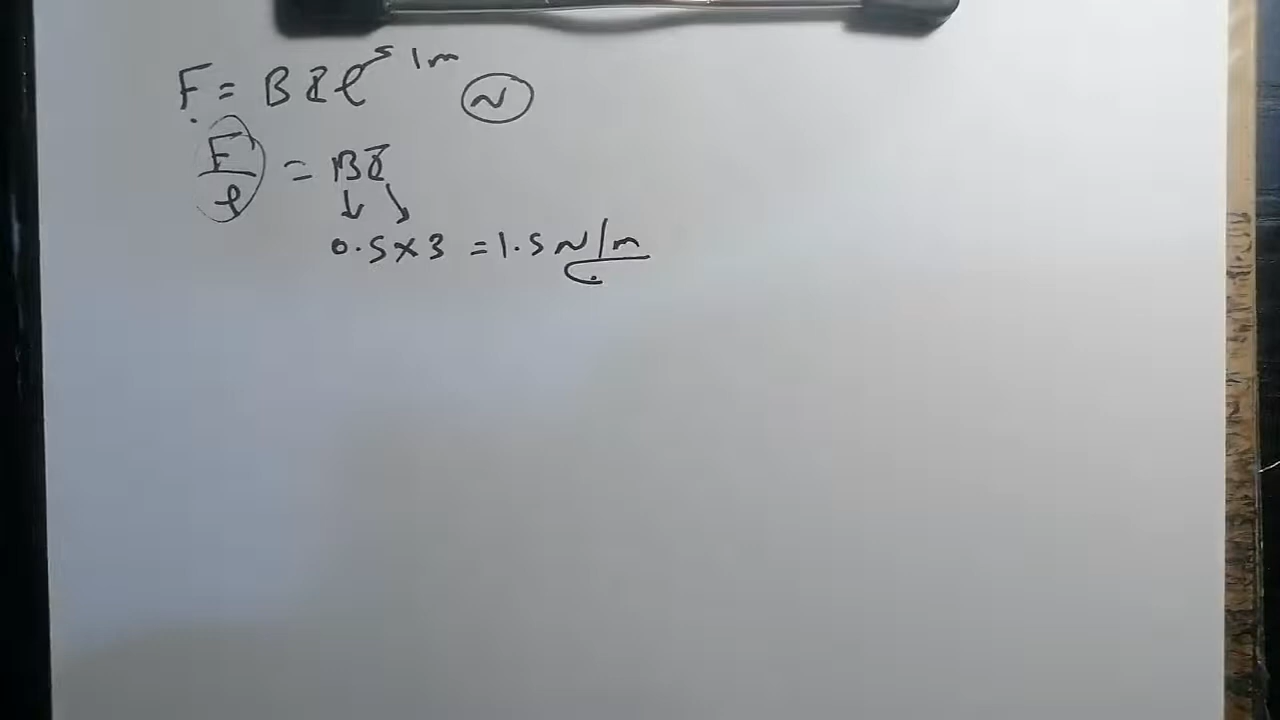 F = BIl 1m N
F/l = BI
0.5 × 3 = 1.5 N/m